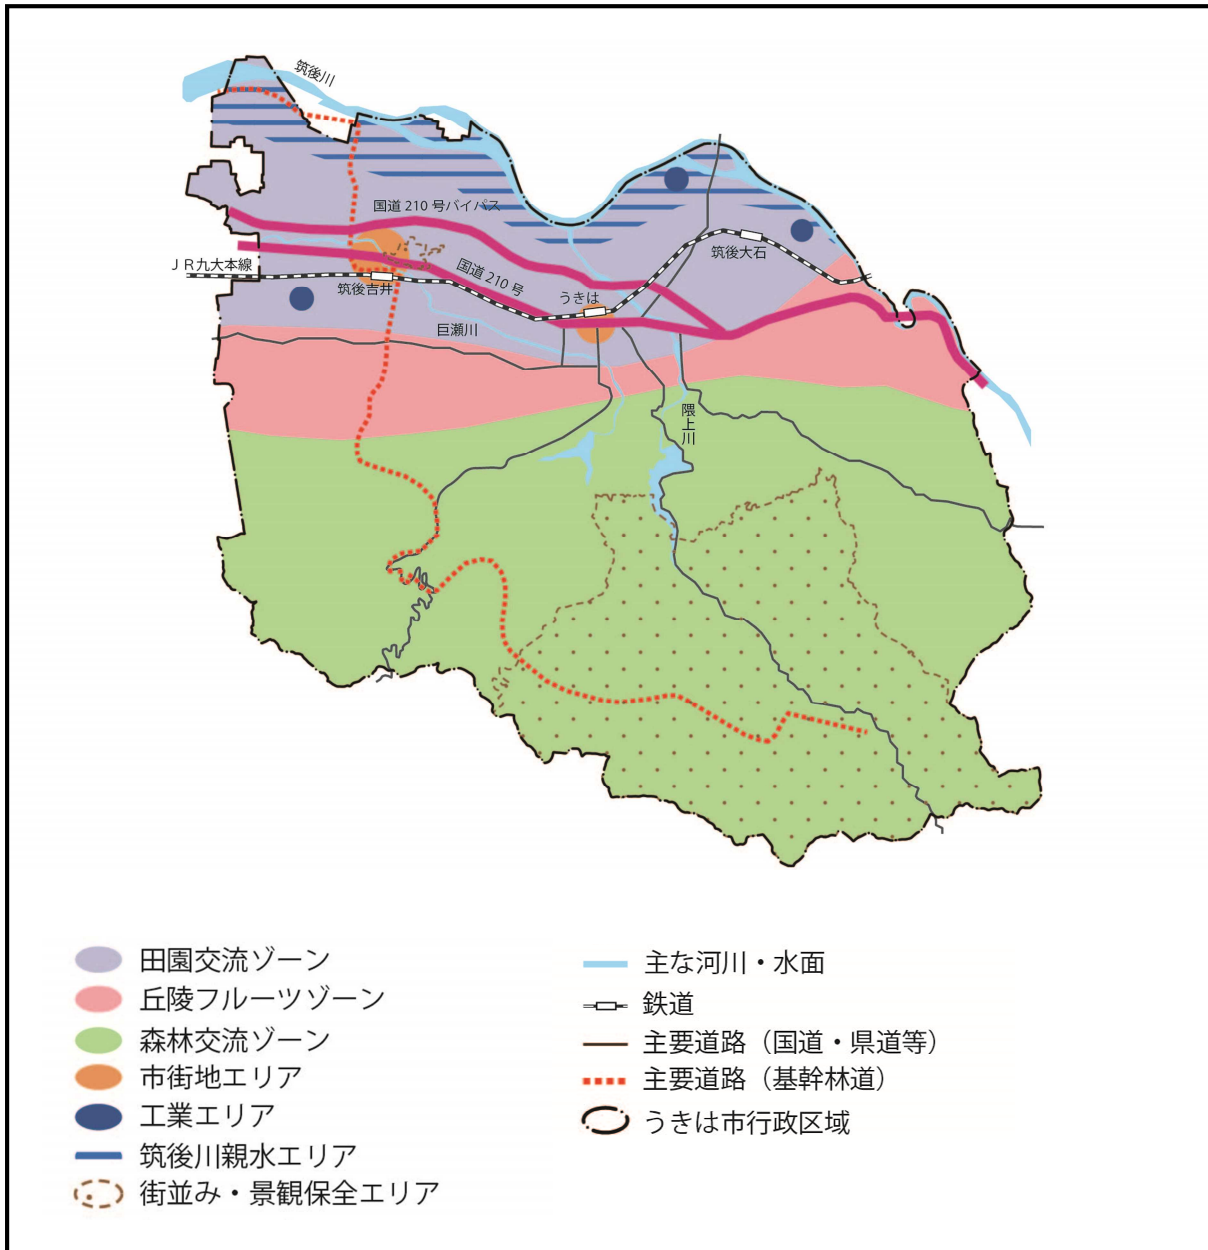 筑後川
国道 210 号バイパス
JR九大本線
国道 210 号
筑後大石
筑後吉井
うきは
巨瀬川
隈上川
田園交流ゾーン
丘陵フルーツゾーン
森林交流ゾーン
市街地エリア
工業エリア
筑後川親水エリア
街並み・景観保全エリア
主な河川・水面
鉄道
主要道路（国道・県道等）
主要道路（基幹林道）
うきは市行政区域